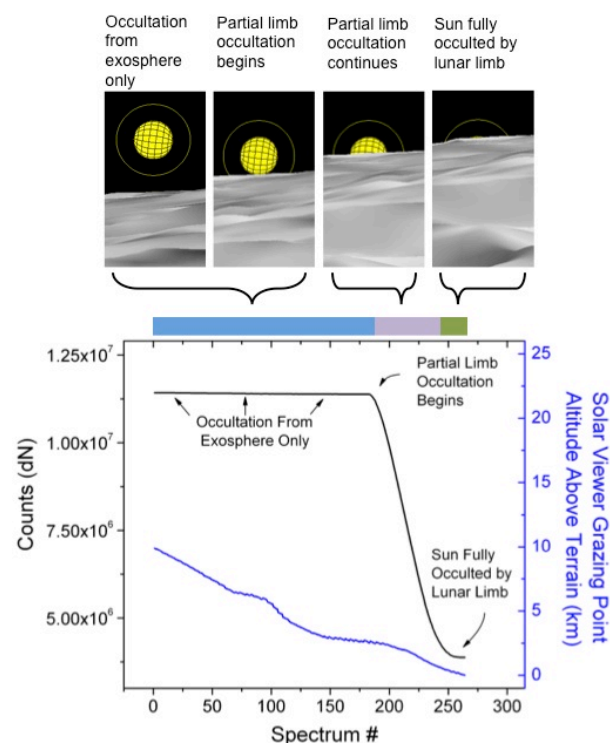 Occultation
from
exosphere
only
Partial limb
occultation
begins
Partial limb
occultation
continues
Sun fully
occulted by
lunar limb
1.25x10⁷
1.00x10⁷
7.50x10⁶
5.00x10⁶
Counts (dN)
Partial Limb
Occultation
Begins
Occultation From
Exosphere Only
Sun Fully
Occulted by
Lunar Limb
25
20
15
10
5
0
Solar Viewer Grazing Point
Altitude Above Terrain (km)
0 50 100 150 200 250 300
Spectrum #